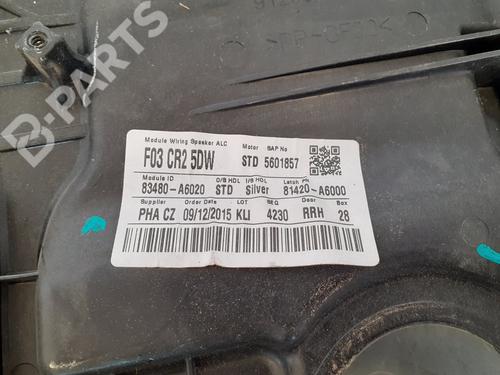 B-PARTS
Module Wiring Speaker ALC Motor SAP No
F03 CR2 5DW STD 5601857
Module ID O/S HDL I/S HDL Latch PN
83480-A6020 STD Silver 81420-A6000
Supplier Order Date LOT SEQ Door Box
PHA CZ 09/12/2015 KLI 4230 RRH 28